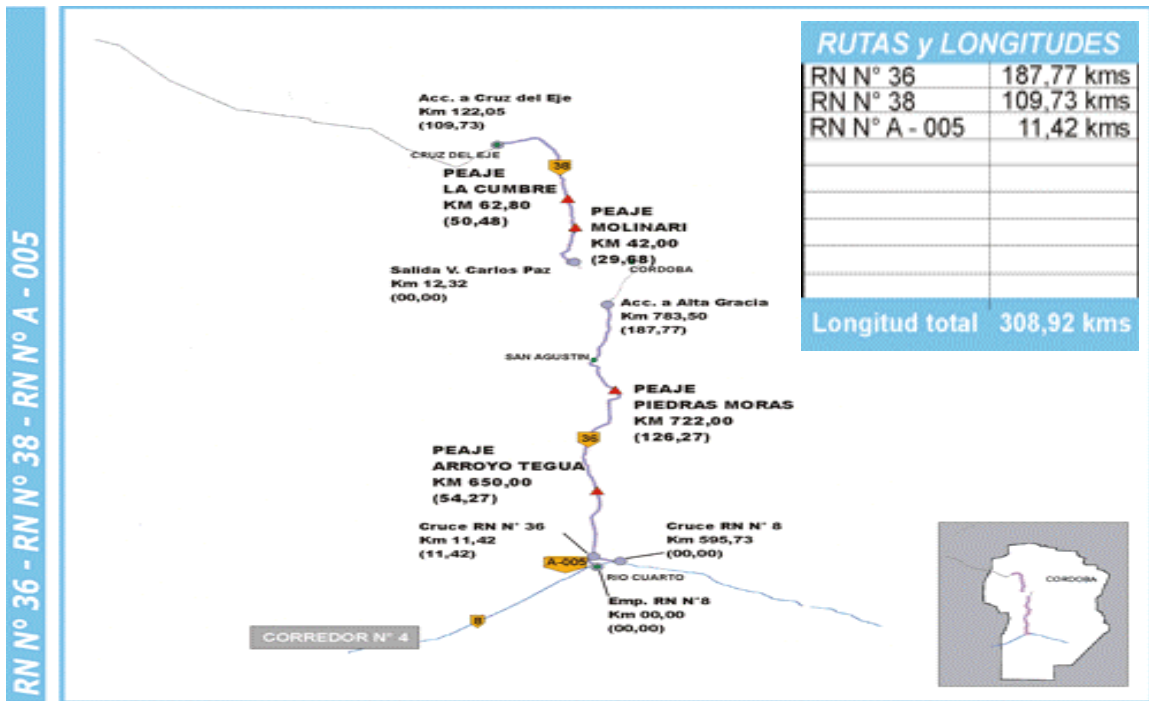 RN Nº 36 - RN Nº 38 - RN Nº A - 005
RUTAS y LONGITUDES
RN N° 36 187,77 kms
RN N° 38 109,73 kms
RN N° A - 005 11,42 kms
Longitud total 308,92 kms
Acc. a Cruz del Eje
Km 122,05
(109,73)
CRUZ DEL EJE
38
PEAJE
LA CUMBRE
KM 62,80
(50,48)
PEAJE
MOLINARI
KM 42,00
(29,68)
CORDOBA
Salida V. Carlos Paz
Km 12,32
(00,00)
Acc. a Alta Gracia
Km 783,50
(187,77)
SAN AGUSTIN
PEAJE
PIEDRAS MORAS
KM 722,00
(126,27)
36
PEAJE
ARROYO TEGUA
KM 650,00
(54,27)
Cruce RN N° 36
Km 11,42
(11,42)
Cruce RN N° 8
Km 595,73
(00,00)
A-005
RIO CUARTO
Emp. RN N°8
Km 00,00
(00,00)
8
CORREDOR N° 4
CORDOBA